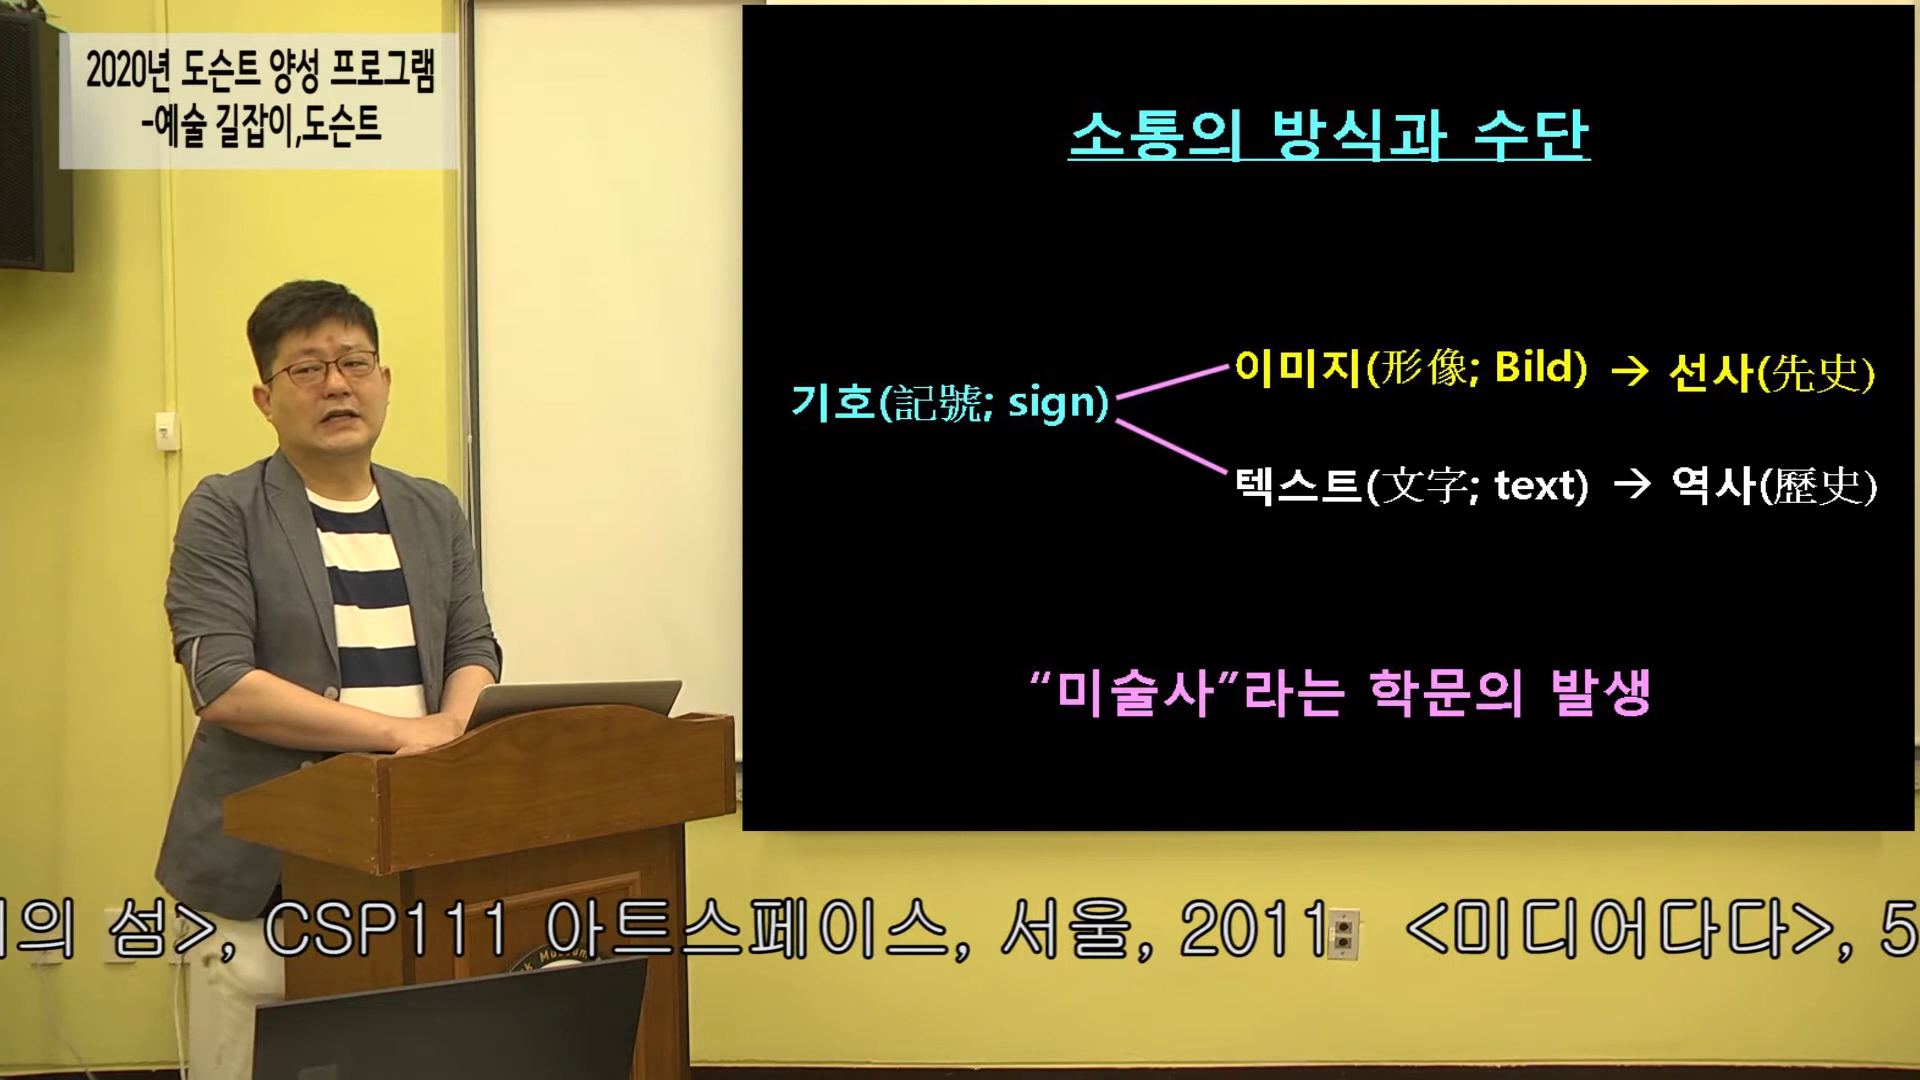 2020년 도슨트 양성 프로그램
-예술 길잡이,도슨트
소통의 방식과 수단
기호(記號; sign)
이미지(形像; Bild) → 선사(先史)
텍스트(文字; text) → 역사(歷史)
“미술사”라는 학문의 발생
의 섬>, CSP111 아트스페이스, 서울, 2011 <미디어다다>, 5